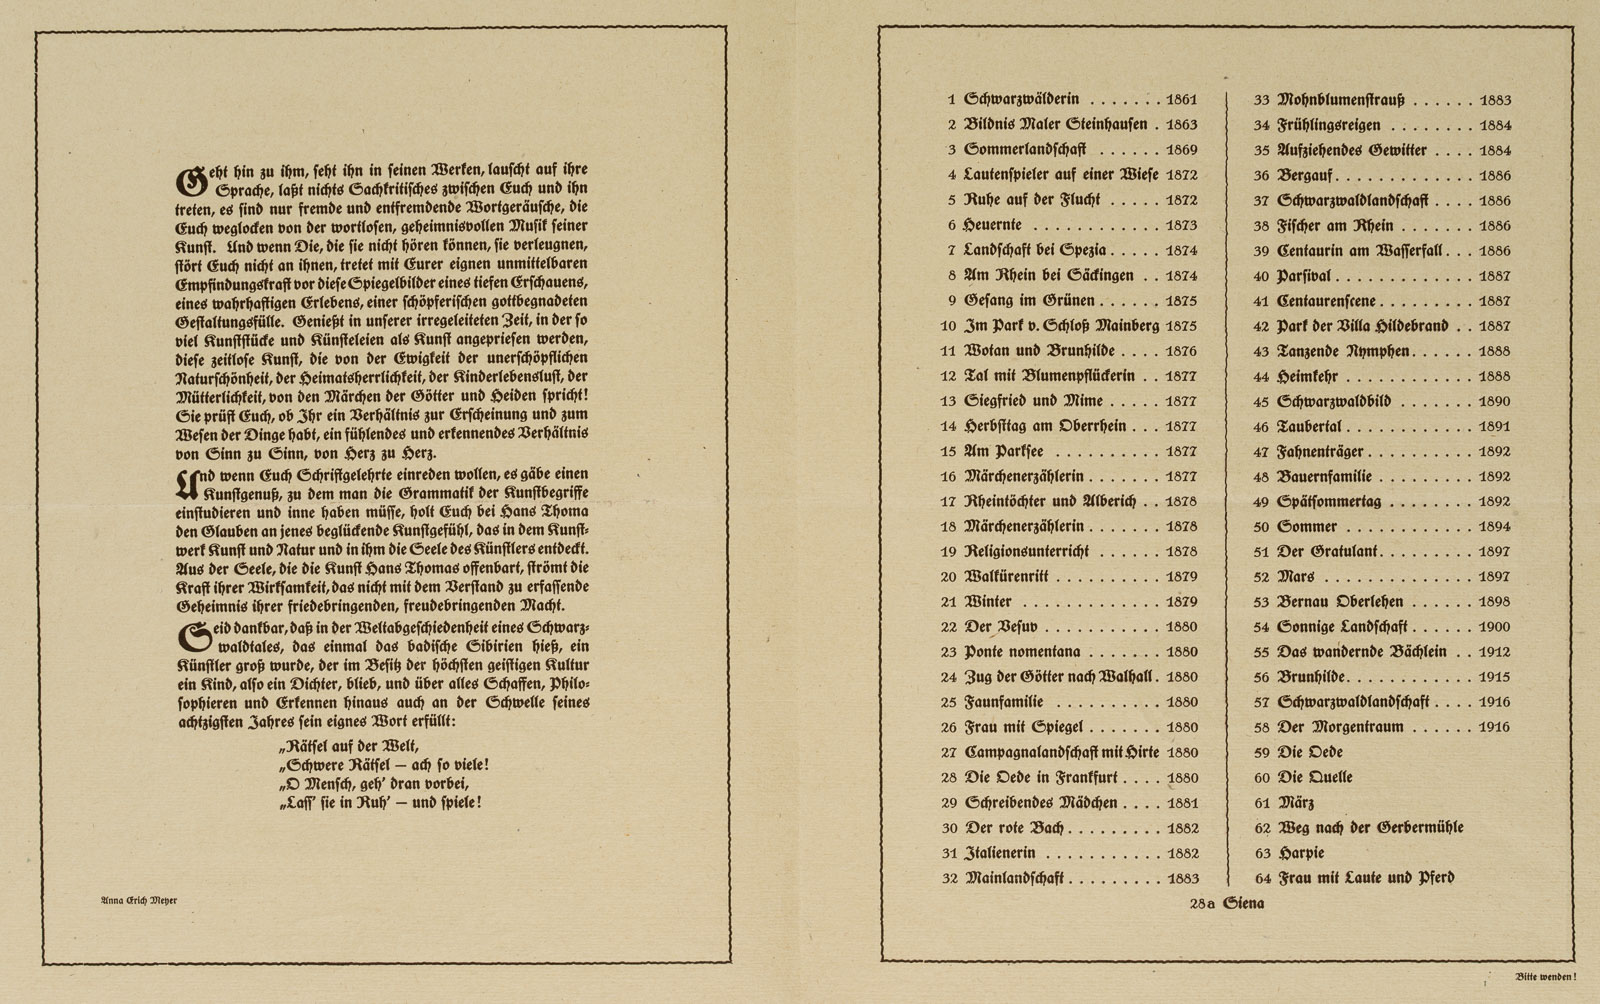 Geht hin zu ihm, seht ihn in seinen Werken, lauscht auf ihre
Sprache, laßt nichts Sachkritisches zwischen Euch und ihn
treten, es sind nur fremde und entfremdende Wortgeräusche, die
Euch weglocken von der wortlosen, geheimnisvollen Musik seiner
Kunst. Und wenn Die, die sie nicht hören können, sie verleugnen,
stört Euch nicht an ihnen, tretet mit Eurer eignen unmittelbaren
Empfindungskraft vor diese Spiegelbilder eines tiefen Erschauens,
eines wahrhaftigen Erlebens, einer schöpferischen gottbegnadeten
Gestaltungsfülle. Genießt in unserer irregeleiteten Zeit, in der so
viel Kunststücke und Künsteleien als Kunst angepriesen werden,
diese zeitlose Kunst, die von der Ewigkeit der unerschöpflichen
Naturschönheit, der Heimatsherrlichkeit, der Kinderlebenslust, der
Mütterlichkeit, von den Märchen der Götter und Heiden spricht!
Sie prüft Euch, ob Ihr ein Verhältnis zur Erscheinung und zum
Wesen der Dinge habt, ein fühlendes und erkennendes Verhältnis
von Sinn zu Sinn, von Herz zu Herz.
Und wenn Euch Schriftgelehrte einreden wollen, es gäbe einen
Kunstgenuß, zu dem man die Grammatik der Kunstbegriffe
einstudieren und inne haben müsse, holt Euch bei Hans Thoma
den Glauben an jenes beglückende Kunstgefühl, das in dem Kunst-
werk Kunst und Natur und in ihm die Seele des Künstlers entdeckt.
Aus der Seele, die die Kunst Hans Thomas offenbart, strömt die
Kraft ihrer Wirksamkeit, das nicht mit dem Verstand zu erfassende
Geheimnis ihrer friedebringenden, freudebringenden Macht.
Seid dankbar, daß in der Weltabgeschiedenheit eines Schwarz-
waldtales, das einmal das badische Sibirien hieß, ein
Künstler groß wurde, der im Besitz der höchsten geistigen Kultur
ein Kind, also ein Dichter, blieb, und über alles Schaffen, Philo-
sophieren und Erkennen hinaus auch an der Schwelle seines
achtzigsten Jahres sein eignes Wort erfüllt:
„Rätsel auf der Welt,
„Schwere Rätsel — ach so viele!
„O Mensch, geh' dran vorbei,
„Lass' sie in Ruh' — und spiele!
Anna Erich Meyer
1 Schwarzwälderin . . . . . . . 1861
2 Bildnis Maler Steinhausen . 1863
3 Sommerlandschaft . . . . . . 1869
4 Lautenspieler auf einer Wiese 1872
5 Ruhe auf der Flucht . . . . . 1872
6 Heuernte . . . . . . . . . . . 1873
7 Landschaft bei Spezia . . . . . 1874
8 Am Rhein bei Säckingen . . 1874
9 Gesang im Grünen . . . . . 1875
10 Im Park v. Schloß Mainberg 1875
11 Wotan und Brunhilde . . . . 1876
12 Tal mit Blumenpflückerin . . 1877
13 Siegfried und Mime . . . . . 1877
14 Herbsttag am Oberrhein . . . 1877
15 Am Parksee . . . . . . . . . 1877
16 Märchenerzählerin . . . . . . 1877
17 Rheintöchter und Alberich . . 1878
18 Märchenerzählerin . . . . . . 1878
19 Religionsunterricht . . . . . . 1878
20 Walkürenritt . . . . . . . . . 1879
21 Winter . . . . . . . . . . . . 1879
22 Der Vesuv . . . . . . . . . . 1880
23 Ponte nomentana . . . . . . . 1880
24 Zug der Götter nach Walhall . 1880
25 Faunfamilie . . . . . . . . . 1880
26 Frau mit Spiegel . . . . . . . 1880
27 Campagnalandschaft mit Hirte 1880
28 Die Oede in Frankfurt . . . . 1880
29 Schreibendes Mädchen . . . . 1881
30 Der rote Bach . . . . . . . . . 1882
31 Italienerin . . . . . . . . . . . 1882
32 Mainlandschaft . . . . . . . . . 1883
33 Mohnblumenstrauß . . . . . . 1883
34 Frühlingsreigen . . . . . . . . 1884
35 Aufziehendes Gewitter . . . . 1884
36 Bergauf . . . . . . . . . . . . 1886
37 Schwarzwaldlandschaft . . . . 1886
38 Fischer am Rhein . . . . . . . 1886
39 Centaurin am Wasserfall . . . 1886
40 Parsival . . . . . . . . . . . . 1887
41 Centaurenscene . . . . . . . . . 1887
42 Park der Villa Hildebrand . . 1887
43 Tanzende Nymphen . . . . . . 1888
44 Heimkehr . . . . . . . . . . . 1888
45 Schwarzwaldbild . . . . . . . 1890
46 Taubertal . . . . . . . . . . . 1891
47 Fahnenträger . . . . . . . . . 1892
48 Bauernfamilie . . . . . . . . . 1892
49 Spätsommertag . . . . . . . . 1892
50 Sommer . . . . . . . . . . . 1894
51 Der Gratulant . . . . . . . . . 1897
52 Mars . . . . . . . . . . . . . 1897
53 Bernau Oberlehen . . . . . . 1898
54 Sonnige Landschaft . . . . . . 1900
55 Das wandernde Bächlein . . 1912
56 Brunhilde . . . . . . . . . . . 1915
57 Schwarzwaldlandschaft . . . . 1916
58 Der Morgentraum . . . . . . 1916
59 Die Oede
60 Die Quelle
61 März
62 Weg nach der Gerbermühle
63 Harpie
64 Frau mit Laute und Pferd
28a Siena
Bitte wenden!